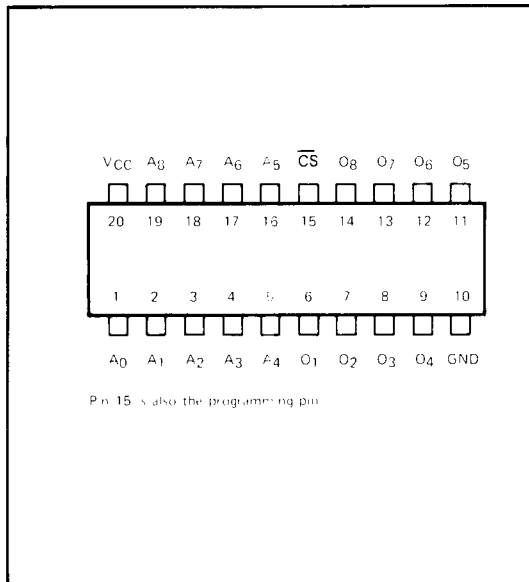 VCC A8 A7 A6 A5 C̅S̅ O8 O7 O6 O5
20 19 18 17 16 15 14 13 12 11
1 2 3 4 5 6 7 8 9 10
A0 A1 A2 A3 A4 O1 O2 O3 O4 GND
Pin 15 is also the programming pin